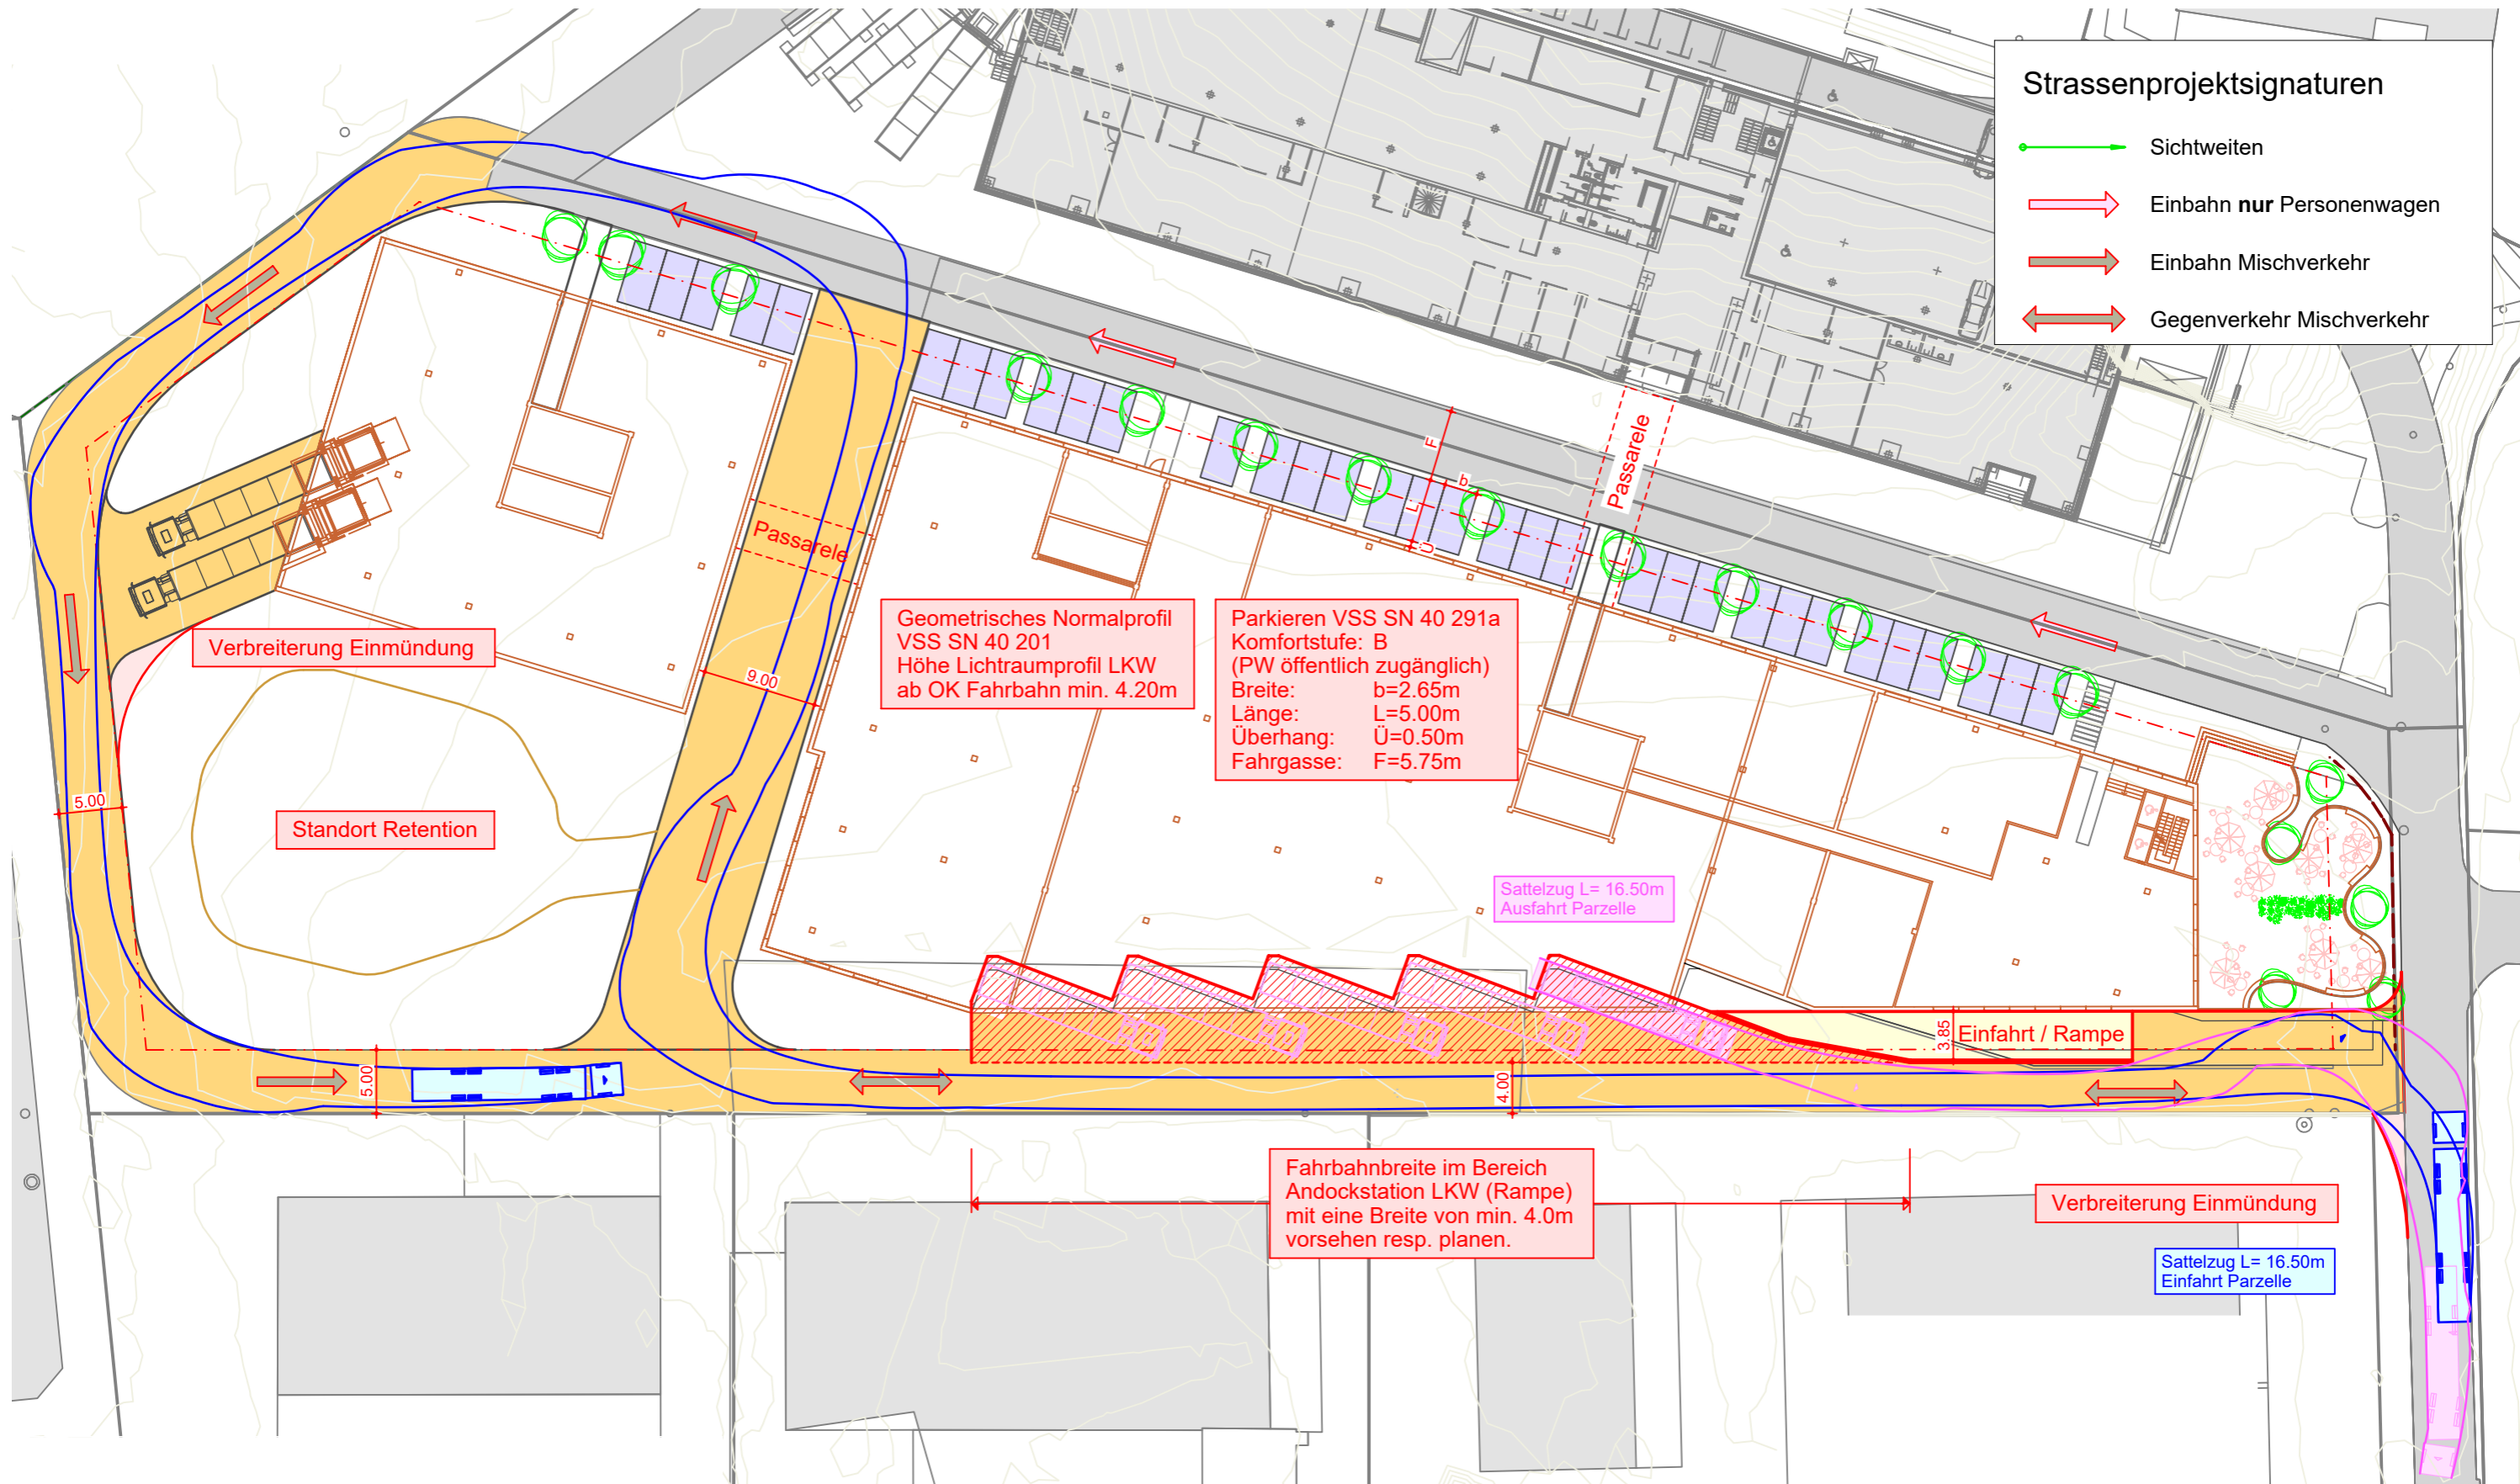 Strassenprojektsignaturen
Sichtweiten
Einbahn nur Personenwagen
Einbahn Mischverkehr
Gegenverkehr Mischverkehr
Passarele
Passarele
F
b
L
Ü
Geometrisches Normalprofil
VSS SN 40 201
Höhe Lichtraumprofil LKW
ab OK Fahrbahn min. 4.20m
Parkieren VSS SN 40 291a
Komfortstufe: B
(PW öffentlich zugänglich)
Breite: b=2.65m
Länge: L=5.00m
Überhang: Ü=0.50m
Fahrgasse: F=5.75m
Verbreiterung Einmündung
9.00
5.00
Standort Retention
Sattelzug L= 16.50m
Ausfahrt Parzelle
3.85
Einfahrt / Rampe
5.00
4.00
Fahrbahnbreite im Bereich
Andockstation LKW (Rampe)
mit eine Breite von min. 4.0m
vorsehen resp. planen.
Verbreiterung Einmündung
Sattelzug L= 16.50m
Einfahrt Parzelle